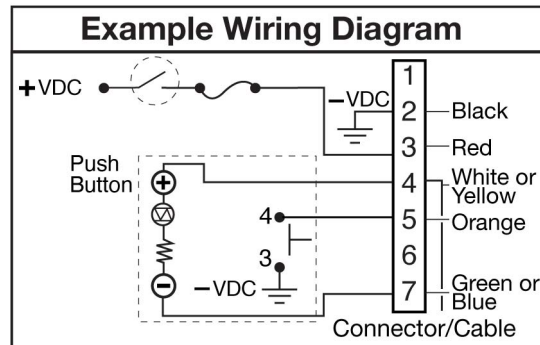 Example Wiring Diagram
+VDC
−VDC
1
2
Black
3
Red
Push
Button
+
4
White or
Yellow
4
5
Orange
3
6
−
−VDC
7
Green or
Blue
Connector/Cable